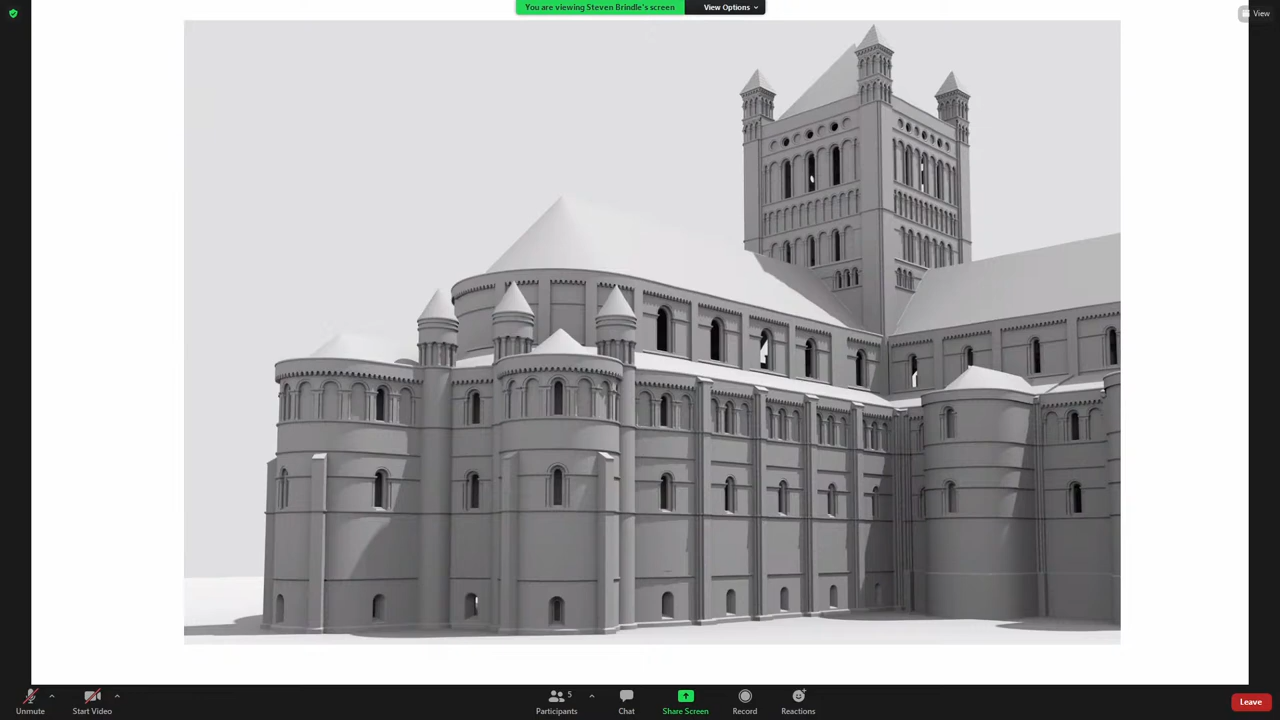 You are viewing Steven Brindle's screen
View Options
View
Unmute
Start Video
5
Participants
Chat
Share Screen
Record
Reactions
Leave